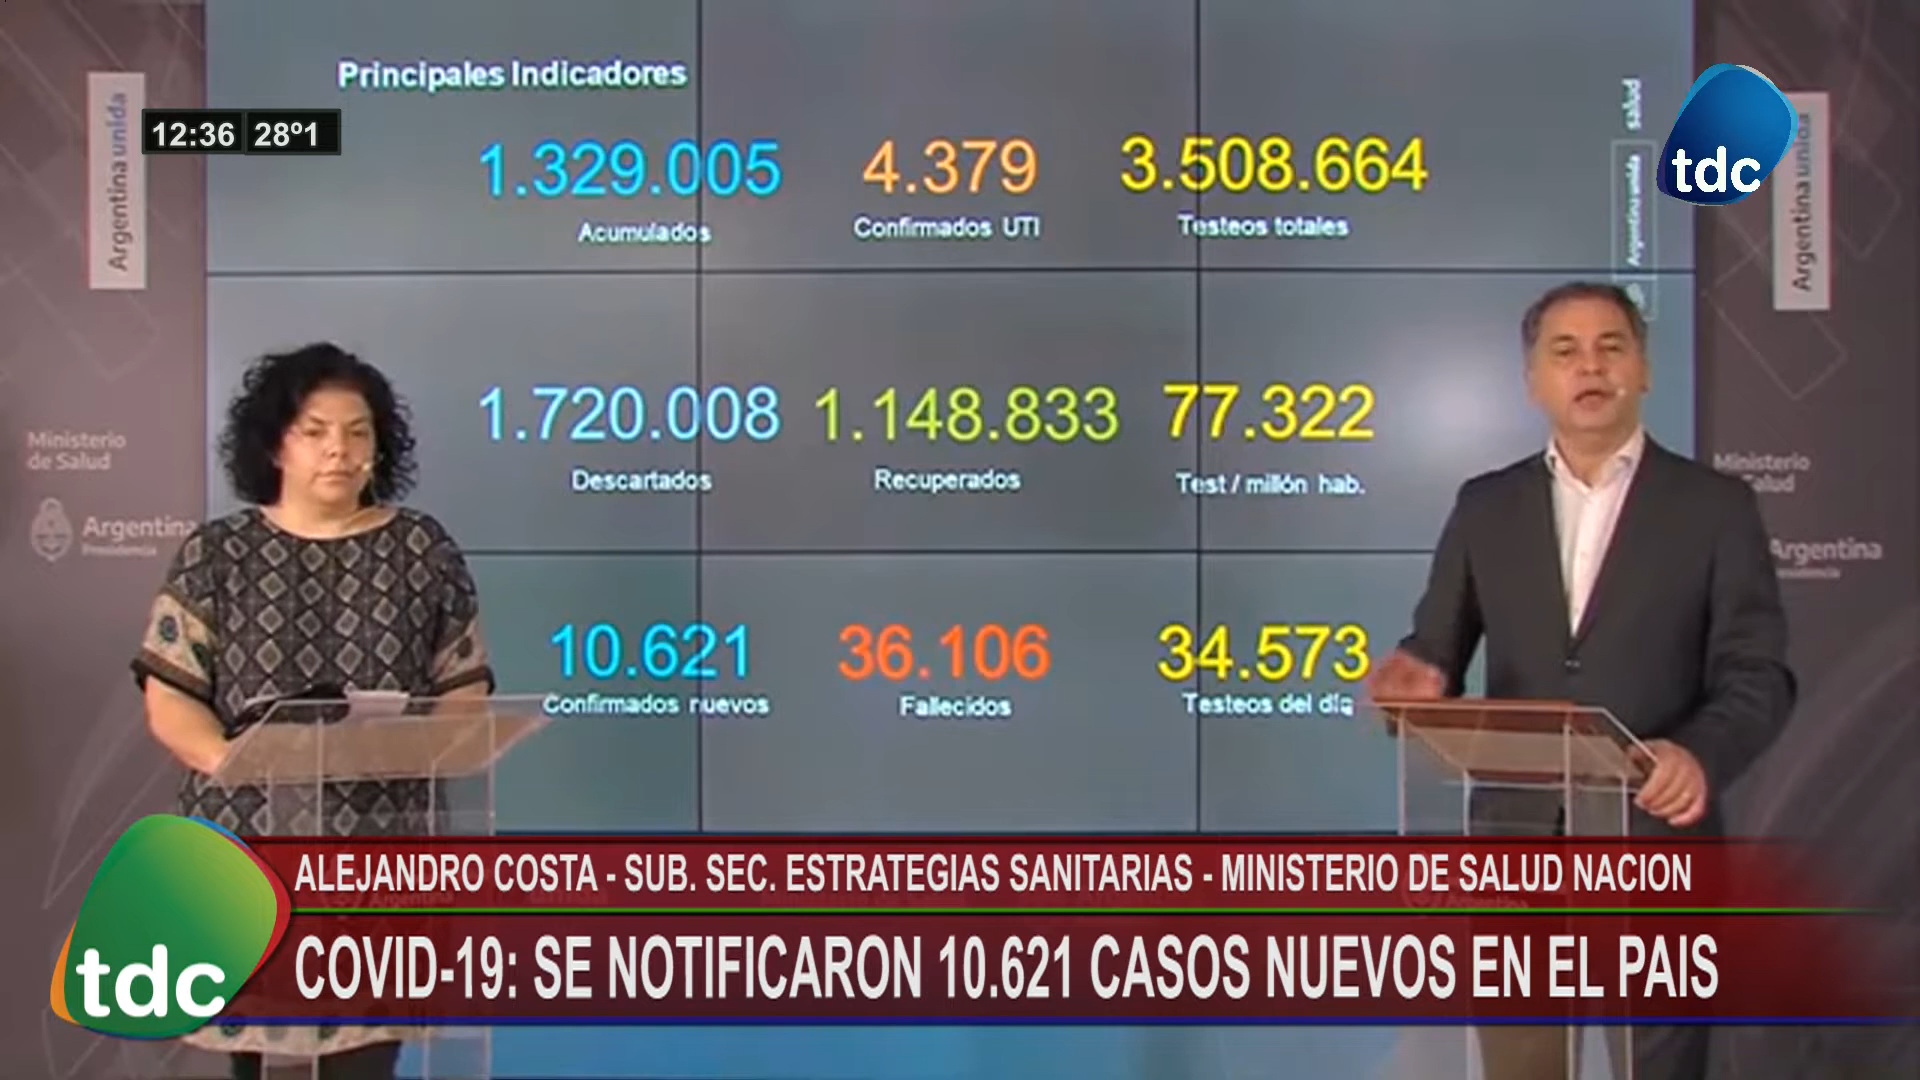 Principales Indicadores
12:36 28º1
1.329.005
Acumulados
4.379
Confirmados UTI
3.508.664
Testeos totales
1.720.008
Descartados
1.148.833
Recuperados
77.322
Test / millón hab.
10.621
Confirmados nuevos
36.106
Fallecidos
34.573
Testeos del día
Argentina unida
Ministerio
de Salud
Argentina
Presidencia
salud
Argentina unida
tdc
Argentina unida
Ministerio
Salud
Argentina
ALEJANDRO COSTA - SUB. SEC. ESTRATEGIAS SANITARIAS - MINISTERIO DE SALUD NACION
COVID-19: SE NOTIFICARON 10.621 CASOS NUEVOS EN EL PAIS
tdc